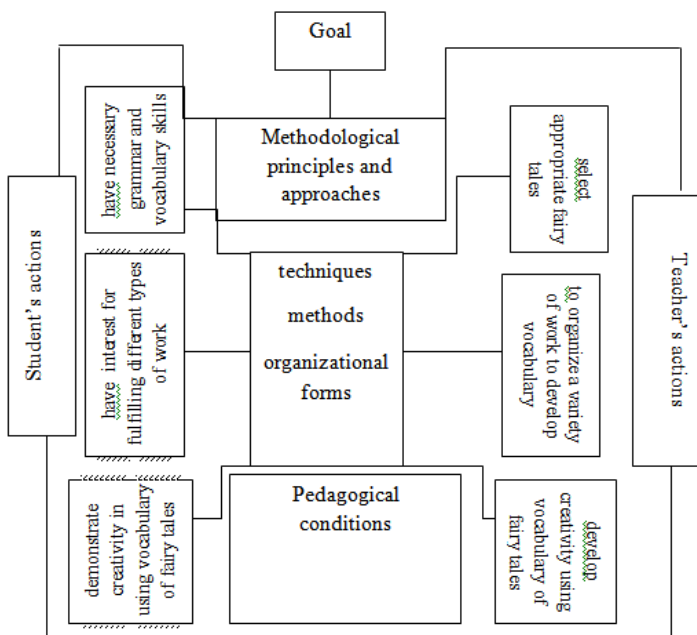 Goal
Methodological
principles and
approaches
techniques
methods
organizational
forms
Pedagogical
conditions
Student's actions
have necessary
grammar and
vocabulary skills
have interest for
fulfilling different types
of work
demonstrate
creativity in
using vocabulary
of fairy tales
select
appropriate fairy
tales
to organize a variety
of work to develop
vocabulary
develop
creativity using
vocabulary of
fairy tales
Teacher's actions